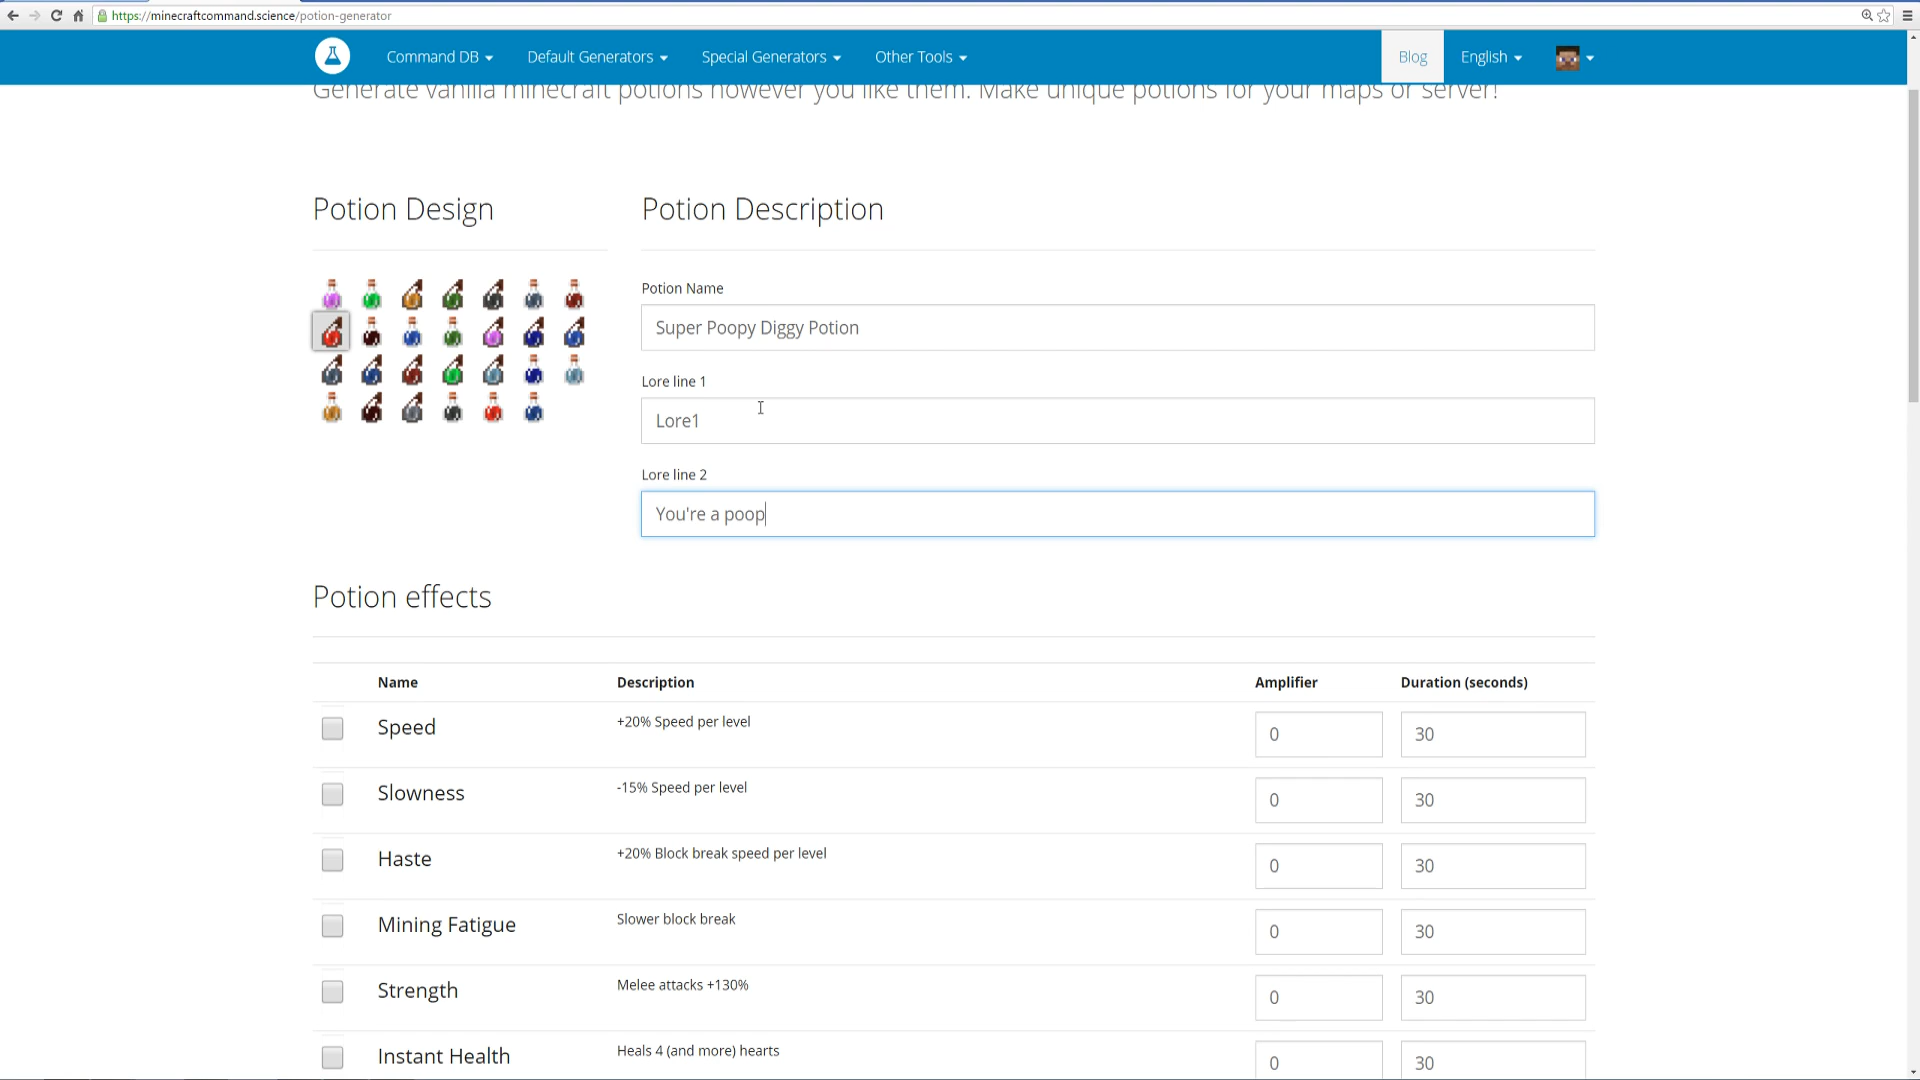 https://minecraftcommand.science/potion-generator
Command DB
Default Generators
Special Generators
Other Tools
Blog
English
Generate vanilla minecraft potions however you like them. Make unique potions for your maps or server!
Potion Design
Potion Description
Potion Name
Super Poopy Diggy Potion
Lore line 1
Lore1
Lore line 2
You're a poop
Potion effects
Name Description Amplifier Duration (seconds)
Speed +20% Speed per level 0 30
Slowness -15% Speed per level 0 30
Haste +20% Block break speed per level 0 30
Mining Fatigue Slower block break 0 30
Strength Melee attacks +130% 0 30
Instant Health Heals 4 (and more) hearts 0 30